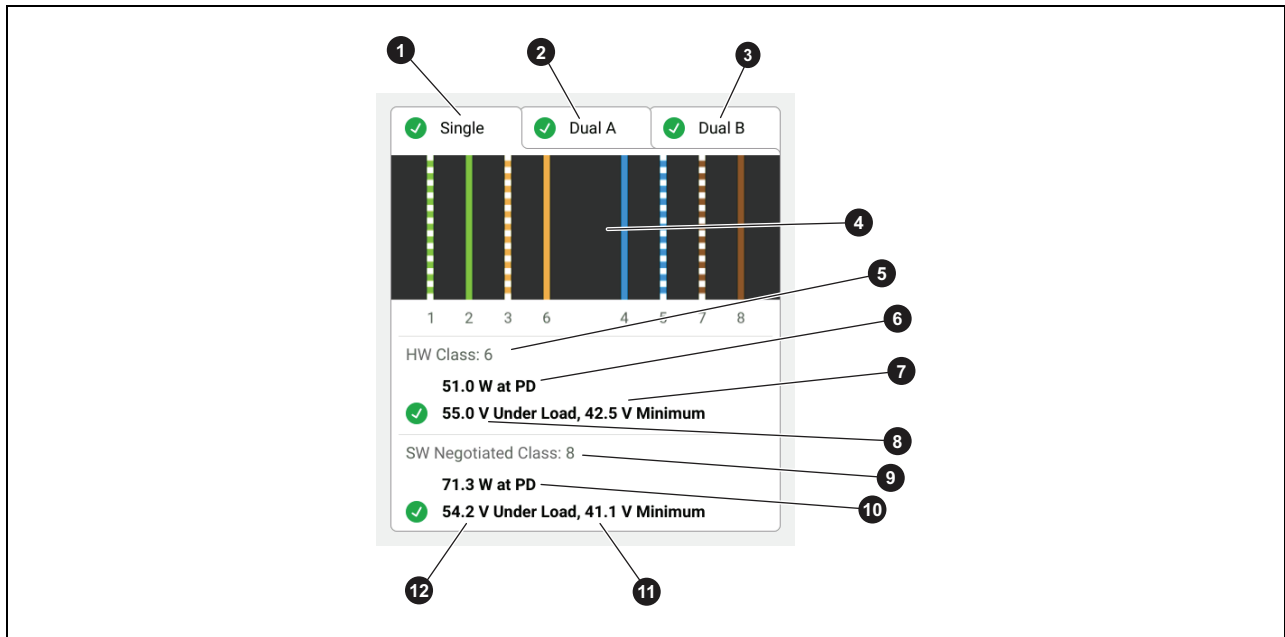 1 2 3
Single Dual A Dual B
4
5
1 2 3 6 4 5 7 8
6
HW Class: 6
7
51.0 W at PD
55.0 V Under Load, 42.5 V Minimum
8
SW Negotiated Class: 8
9
71.3 W at PD
10
54.2 V Under Load, 41.1 V Minimum
12 11